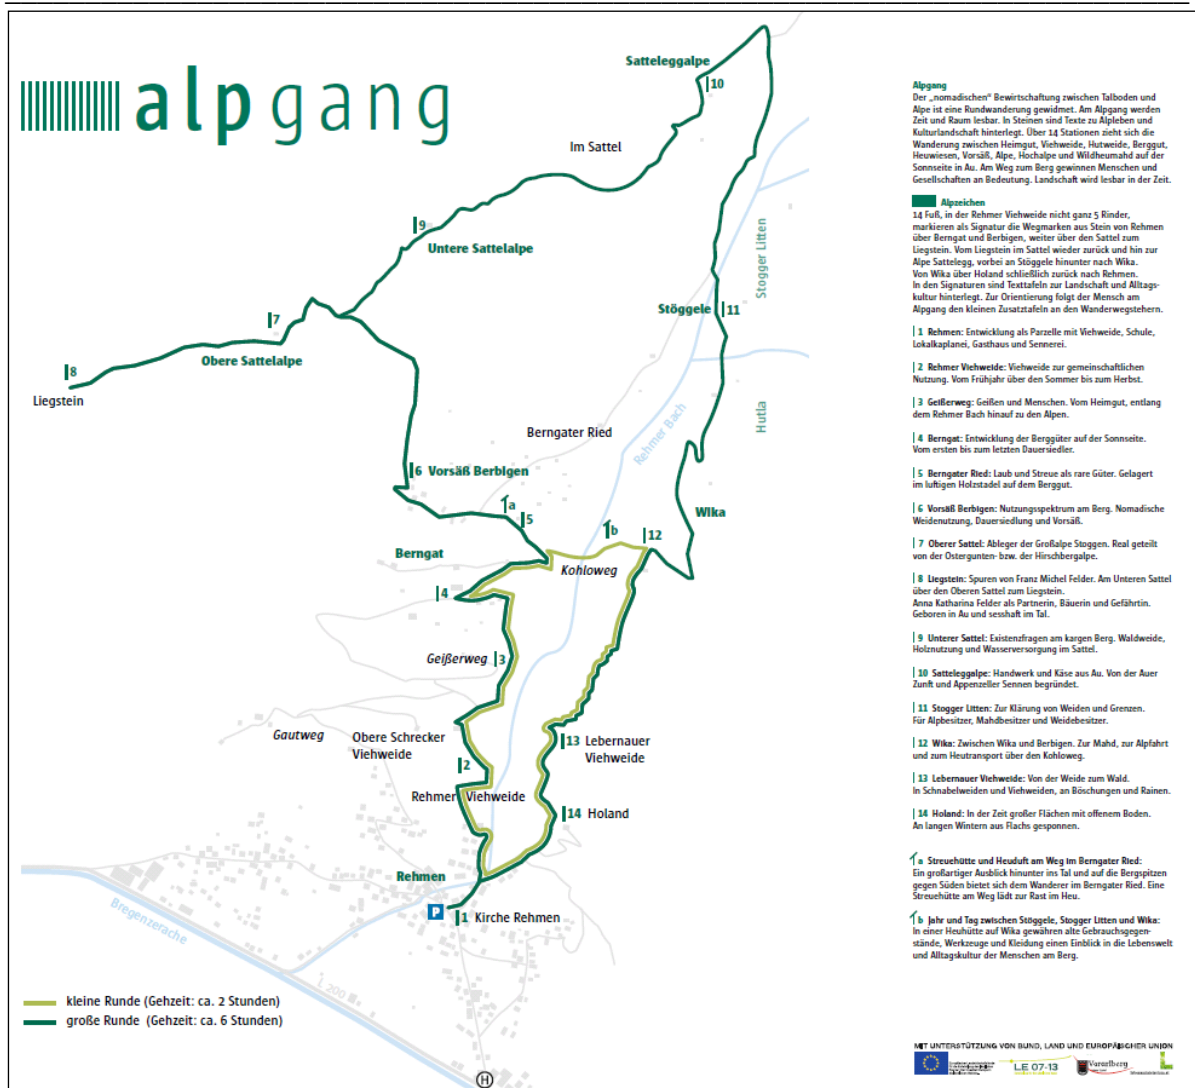 alpgang
Satteleggalpe
10
Im Sattel
9
Untere Sattelalpe
Stogger Litten
7
Stöggele
11
Obere Sattelalpe
8
Liegstein
Rehmer Bach
Hutla
Berngater Ried
6 Vorsäß Berbigen
a
5
b
12
Wika
Berngat
Kohloweg
4
Geißerweg
3
Gautweg
Obere Schrecker
Viehweide
13 Lebernauer
Viehweide
2
Rehmer Viehweide
14 Holand
Rehmen
P
1 Kirche Rehmen
Bregenzerache
L 200
kleine Runde (Gehzeit: ca. 2 Stunden)
große Runde (Gehzeit: ca. 6 Stunden)
H
Alpgang
Der „nomadischen“ Bewirtschaftung zwischen Talboden und
Alpe ist eine Rundwanderung gewidmet. Am Alpgang werden
Zeit und Raum lesbar. In Steinen sind Texte zu Alpleben und
Kulturlandschaft hinterlegt. Über 14 Stationen zieht sich die
Wanderung zwischen Heimgut, Viehweide, Hutweide, Berggut,
Heuwiesen, Vorsäß, Alpe, Hochalpe und Wildheumahd auf der
Sonnseite in Au. Am Weg zum Berg gewinnen Menschen und
Gesellschaften an Bedeutung. Landschaft wird lesbar in der Zeit.
Alpzeichen
14 Fuß, in der Rehmer Viehweide nicht ganz 5 Rinder,
markieren als Signatur die Wegmarken aus Stein von Rehmen
über Berngat und Berbigen, weiter über den Sattel zum
Liegstein. Vom Liegstein im Sattel wieder zurück und hin zur
Alpe Sattelegg, vorbei an Stöggele hinunter nach Wika.
Von Wika über Holand schließlich zurück nach Rehmen.
In den Signaturen sind Texttafeln zur Landschaft und Alltags-
kultur hinterlegt. Zur Orientierung folgt der Mensch am
Alpgang den kleinen Zusatztafeln an den Wanderwegstehern.
1 Rehmen: Entwicklung als Parzelle mit Viehweide, Schule,
Lokalkaplanei, Gasthaus und Sennerei.
2 Rehmer Viehweide: Viehweide zur gemeinschaftlichen
Nutzung. Vom Frühjahr über den Sommer bis zum Herbst.
3 Geißerweg: Geißen und Menschen. Vom Heimgut, entlang
dem Rehmer Bach hinauf zu den Alpen.
4 Berngat: Entwicklung der Berggüter auf der Sonnseite.
Vom ersten bis zum letzten Dauersiedler.
5 Berngater Ried: Laub und Streue als rare Güter. Gelagert
im luftigen Holzstadel auf dem Berggut.
6 Vorsäß Berbigen: Nutzungsspektrum am Berg. Nomadische
Weidenutzung, Dauersiedlung und Vorsäß.
7 Oberer Sattel: Ableger der Großalpe Stoggen. Real geteilt
von der Ostergunten- bzw. der Hirschbergalpe.
8 Liegstein: Spuren von Franz Michel Felder. Am Unteren Sattel
über den Oberen Sattel zum Liegstein.
Anna Katharina Felder als Partnerin, Bäuerin und Gefährtin.
Geboren in Au und sesshaft im Tal.
9 Unterer Sattel: Existenzfragen am kargen Berg. Waldweide,
Holznutzung und Wasserversorgung im Sattel.
10 Satteleggalpe: Handwerk und Käse aus Au. Von der Auer
Zunft und Appenzeller Sennen begründet.
11 Stogger Litten: Zur Klärung von Weiden und Grenzen.
Für Alpbesitzer, Mahdbesitzer und Weidebesitzer.
12 Wika: Zwischen Wika und Berbigen. Zur Mahd, zur Alpfahrt
und zum Heutransport über den Kohloweg.
13 Lebernauer Viehweide: Von der Weide zum Wald.
In Schnabelweiden und Viehweiden, an Böschungen und Rainen.
14 Holand: In der Zeit großer Flächen mit offenem Boden.
An langen Wintern aus Flachs gesponnen.
a Streuehütte und Heuduft am Weg im Berngater Ried:
Ein großartiger Ausblick hinunter ins Tal und auf die Bergspitzen
gegen Süden bietet sich dem Wanderer im Berngater Ried. Eine
Streuehütte am Weg lädt zur Rast im Heu.
b Jahr und Tag zwischen Stöggele, Stogger Litten und Wika:
In einer Heuhütte auf Wika gewähren alte Gebrauchsgegen-
stände, Werkzeuge und Kleidung einen Einblick in die Lebenswelt
und Alltagskultur der Menschen am Berg.
MIT UNTERSTÜTZUNG VON BUND, LAND UND EUROPÄISCHER UNION
LE 07-13
Vorarlberg